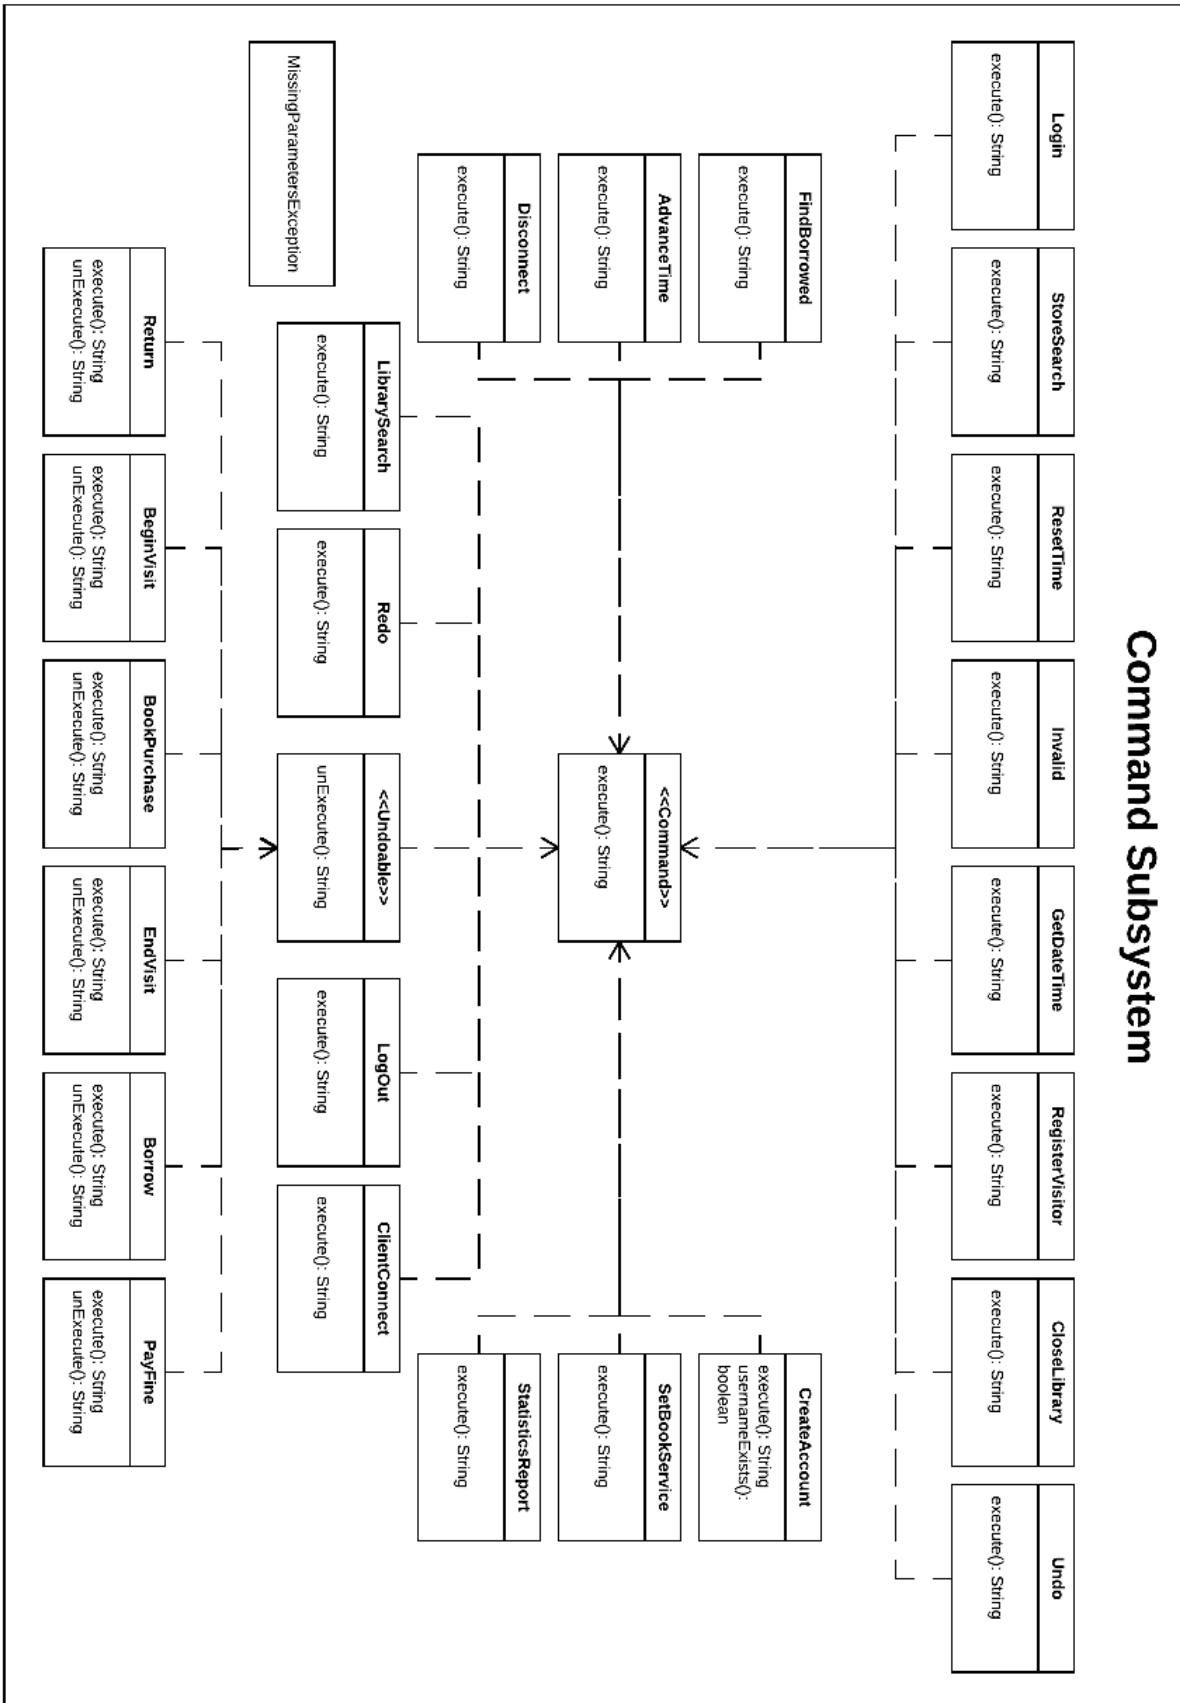 Command Subsystem
Login
execute(): String
StoreSearch
execute(): String
ResetTime
execute(): String
Invalid
execute(): String
GetDateTime
execute(): String
RegisterVisitor
execute(): String
CloseLibrary
execute(): String
Undo
execute(): String
FindBorrowed
execute(): String
CreateAccount
execute(): String
usernameExists():
boolean
AdvanceTime
execute(): String
<<Command>>
execute(): String
SetBookService
execute(): String
Disconnect
execute(): String
StatisticsReport
execute(): String
LibrarySearch
execute(): String
Redo
execute(): String
<<Undoable>>
unExecute(): String
LogOut
execute(): String
ClientConnect
execute(): String
MissingParametersException
Return
execute(): String
unExecute(): String
BeginVisit
execute(): String
unExecute(): String
BookPurchase
execute(): String
unExecute(): String
EndVisit
execute(): String
unExecute(): String
Borrow
execute(): String
unExecute(): String
PayFine
execute(): String
unExecute(): String